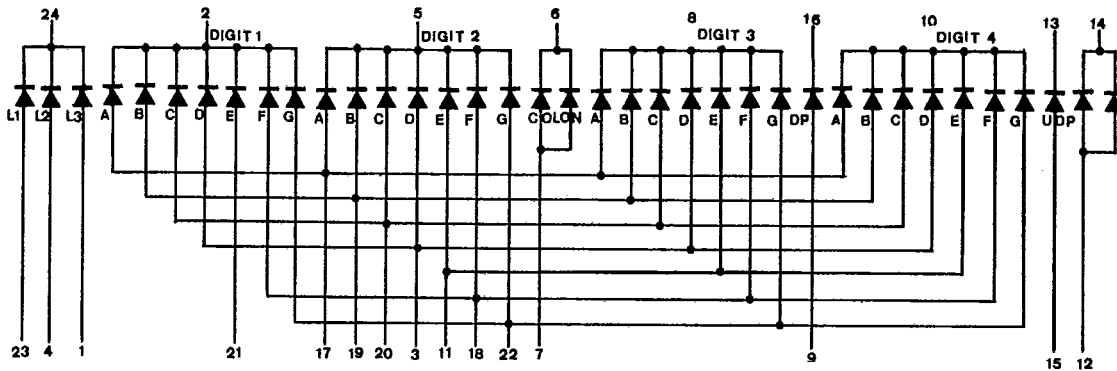 24 2 5 6 8 16 10 13 14
DIGIT 1 DIGIT 2 DIGIT 3 DIGIT 4
L1 L2 L3 A B C D E F G A B C D E F G COLON A B C D E F G DP A B C D E F G UDP
23 4 1 21 17 19 20 3 11 18 22 7 9 15 12